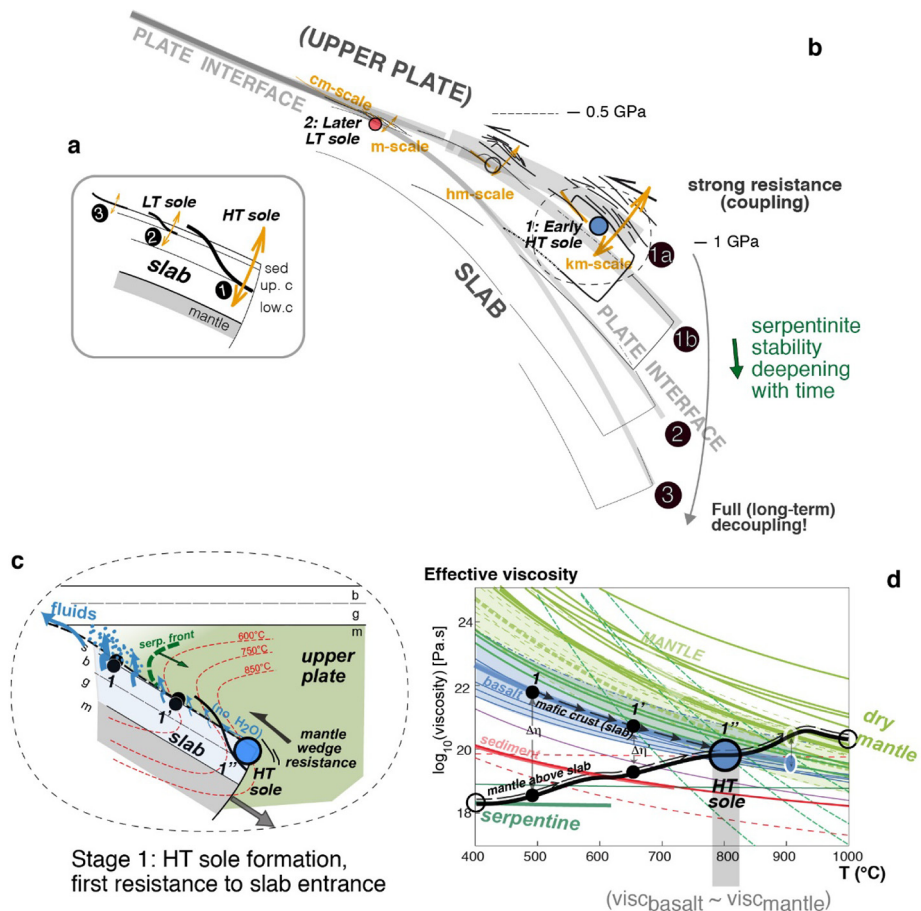 b
(UPPER PLATE)
PLATE INTERFACE
cm-scale
2: Later
LT sole
m-scale
0.5 GPa
hm-scale
strong resistance
(coupling)
1: Early
HT sole
km-scale
1a
1 GPa
SLAB
PLATE INTERFACE
1b
serpentinite
stability
deepening
with time
2
3
Full (long-term)
decoupling!
a
3
LT sole
HT sole
2
slab
1
sed
up. c
low.c
mantle
c
b
g
m
fluids
serp. front
600°C
750°C
850°C
upper
plate
s
b
g
m
1
1'
(no H2O)
mantle
wedge
resistance
slab
1''
HT
sole
Stage 1: HT sole formation,
first resistance to slab entrance
Effective viscosity
d
log10(viscosity) [Pa.s]
24
22
20
18
MANTLE
basalt
1
mafic crust (slab)
1'
1''
Δη
Δη
dry
mantle
sediment
mantle above slab
HT
sole
serpentine
400 500 600 700 800 900 1000
T (°C)
(viscbasalt ~ viscmantle)